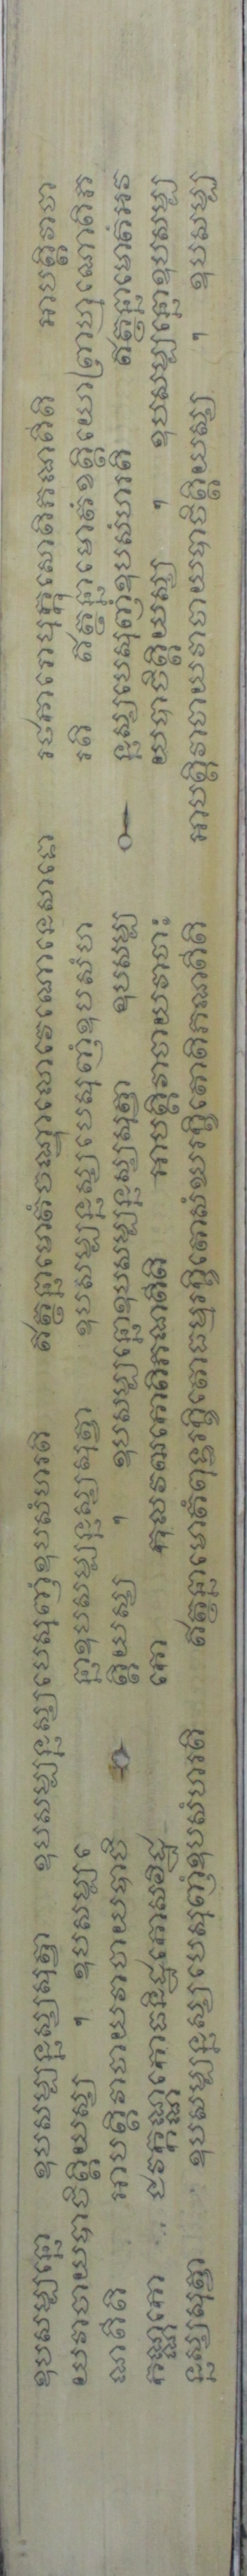 ឧបសម្បន្នោ ឧបសម្បន្នស្ស សុត្វា ឧបសម្បន្នស្ស បេសុញ្ញំ ឧបសំហរតិ ឥត្ថន្នាមោ តំ ចណ្ឌាលោ វេណោ នេសាទោ រថការោ បុក្កុសោតិ ភណតីតិ អាបត្តិ វាចា
យ វាចាយ បាចិត្តិយស្ស ។ ឧបសម្ប
ន្នោ ឧបសម្បន្នស្ស សុត្វា ឧបសម្បន្នស្ស បេសុញ្ញំ ឧបសំហ រតិ ឥត្ថន្នាមោ តំ ខត្តិយោ ព្រាហ្មណោតិ ភ
ណតីតិ អាបត្តិ វាចាយ វាចាយ បាចិ ត្តិយស្ស ។ ឧបសម្បន្នោ ឧបសម្បន្នស្ស សុត្វា ឧបសម្ប ន្នស្ស បេសុញ្ញំ ឧបសំហរតិ ឥត្ថន្នាមោ តំ អវ
កណ្ណកោ ជវកណ្ណកោ ធនិដ្ឋកោ សវិដ្ឋ កោ កុលវឌ្ឍកោតិ ភណតីតិ អាបត្តិ វាចាយ វាចា យ បាចិត្តិយស្ស ។ ឧបសម្បន្នោ ឧបសម្ប
ន្នស្ស សុត្វា ឧបសម្បន្នស្ស បេសុញ្ញំ ឧបសំហរតិ ឥត្ថន្នាមោ តំ ពុទ្ធរក្ខិតោ ធម្មរក្ខិតោ សំឃរក្ខិតោតិ ភណតីតិ អាបត្តិ វាចាយ វាចាយ បាចិត្តិយស្ស ។ ឧបសម្ប